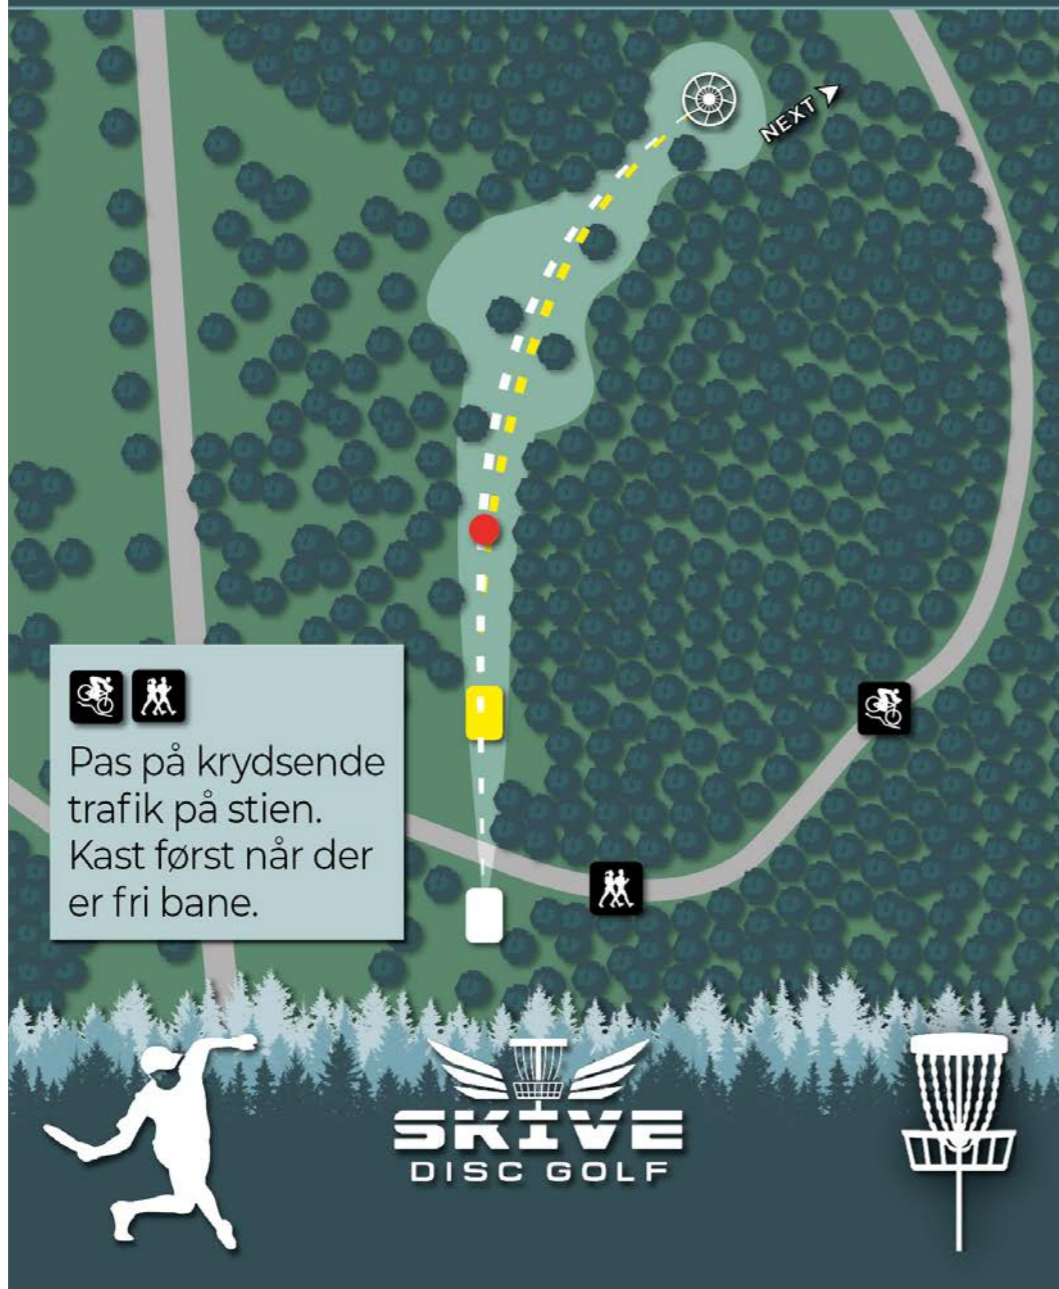 NEXT
Pas på krydsende
trafik på stien.
Kast først når der
er fri bane.
SKIVE
DISC GOLF